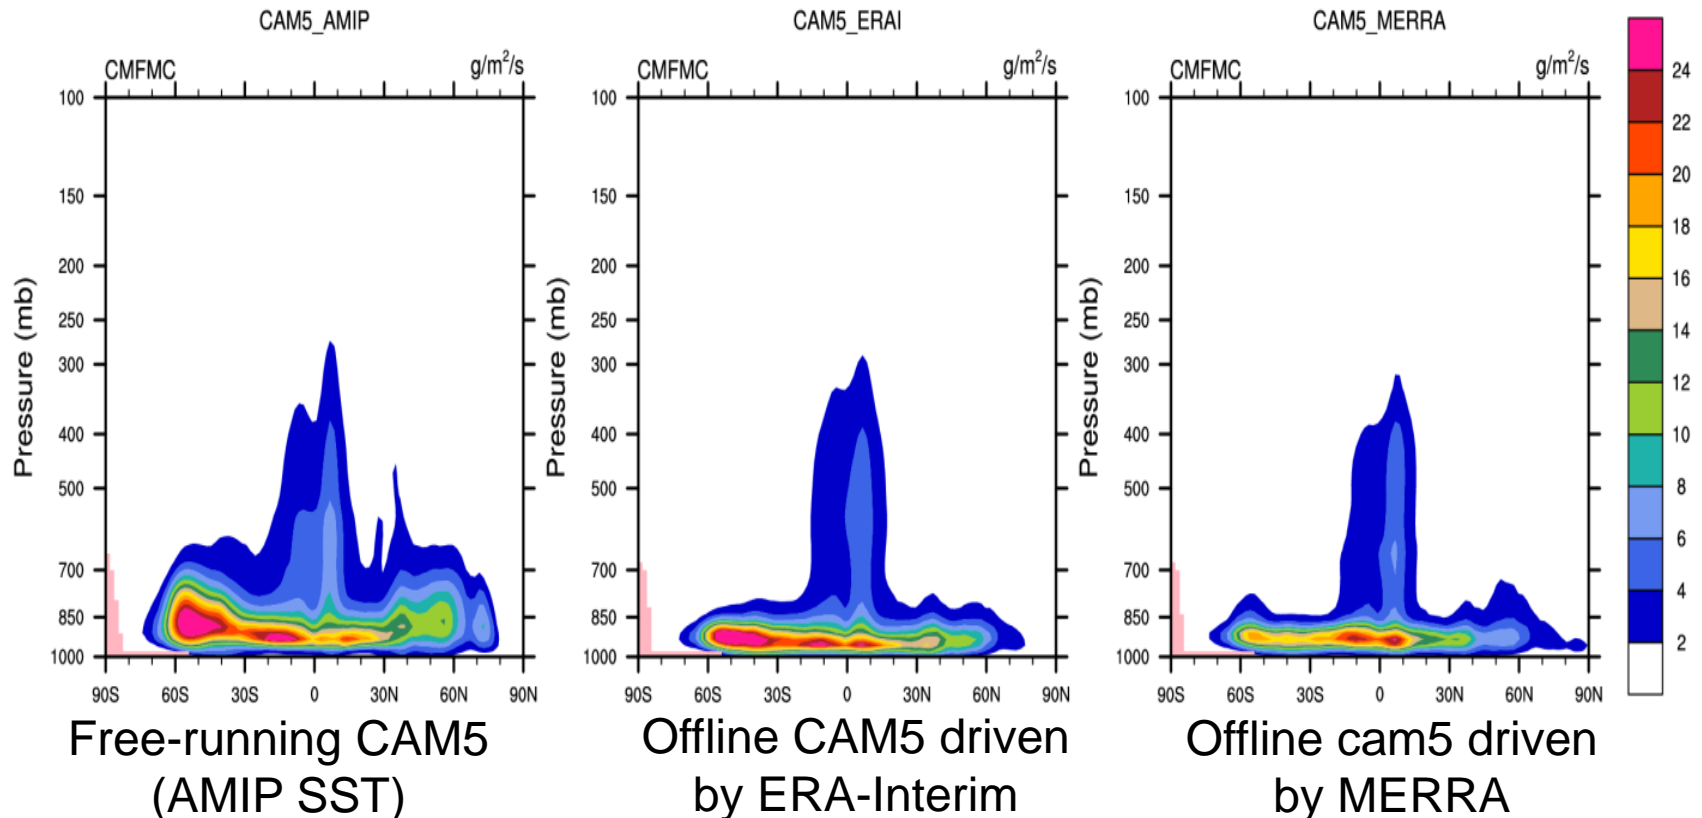 CAM5_AMIP
CMFMC g/m²/s
Pressure (mb)
100
150
200
250
300
400
500
700
850
1000
90S 60S 30S 0 30N 60N 90N
Free-running CAM5
(AMIP SST)
CAM5_ERAI
CMFMC g/m²/s
Pressure (mb)
100
150
200
250
300
400
500
700
850
1000
90S 60S 30S 0 30N 60N 90N
Offline CAM5 driven
by ERA-Interim
CAM5_MERRA
CMFMC g/m²/s
Pressure (mb)
100
150
200
250
300
400
500
700
850
1000
90S 60S 30S 0 30N 60N 90N
Offline cam5 driven
by MERRA
24
22
20
18
16
14
12
10
8
6
4
2